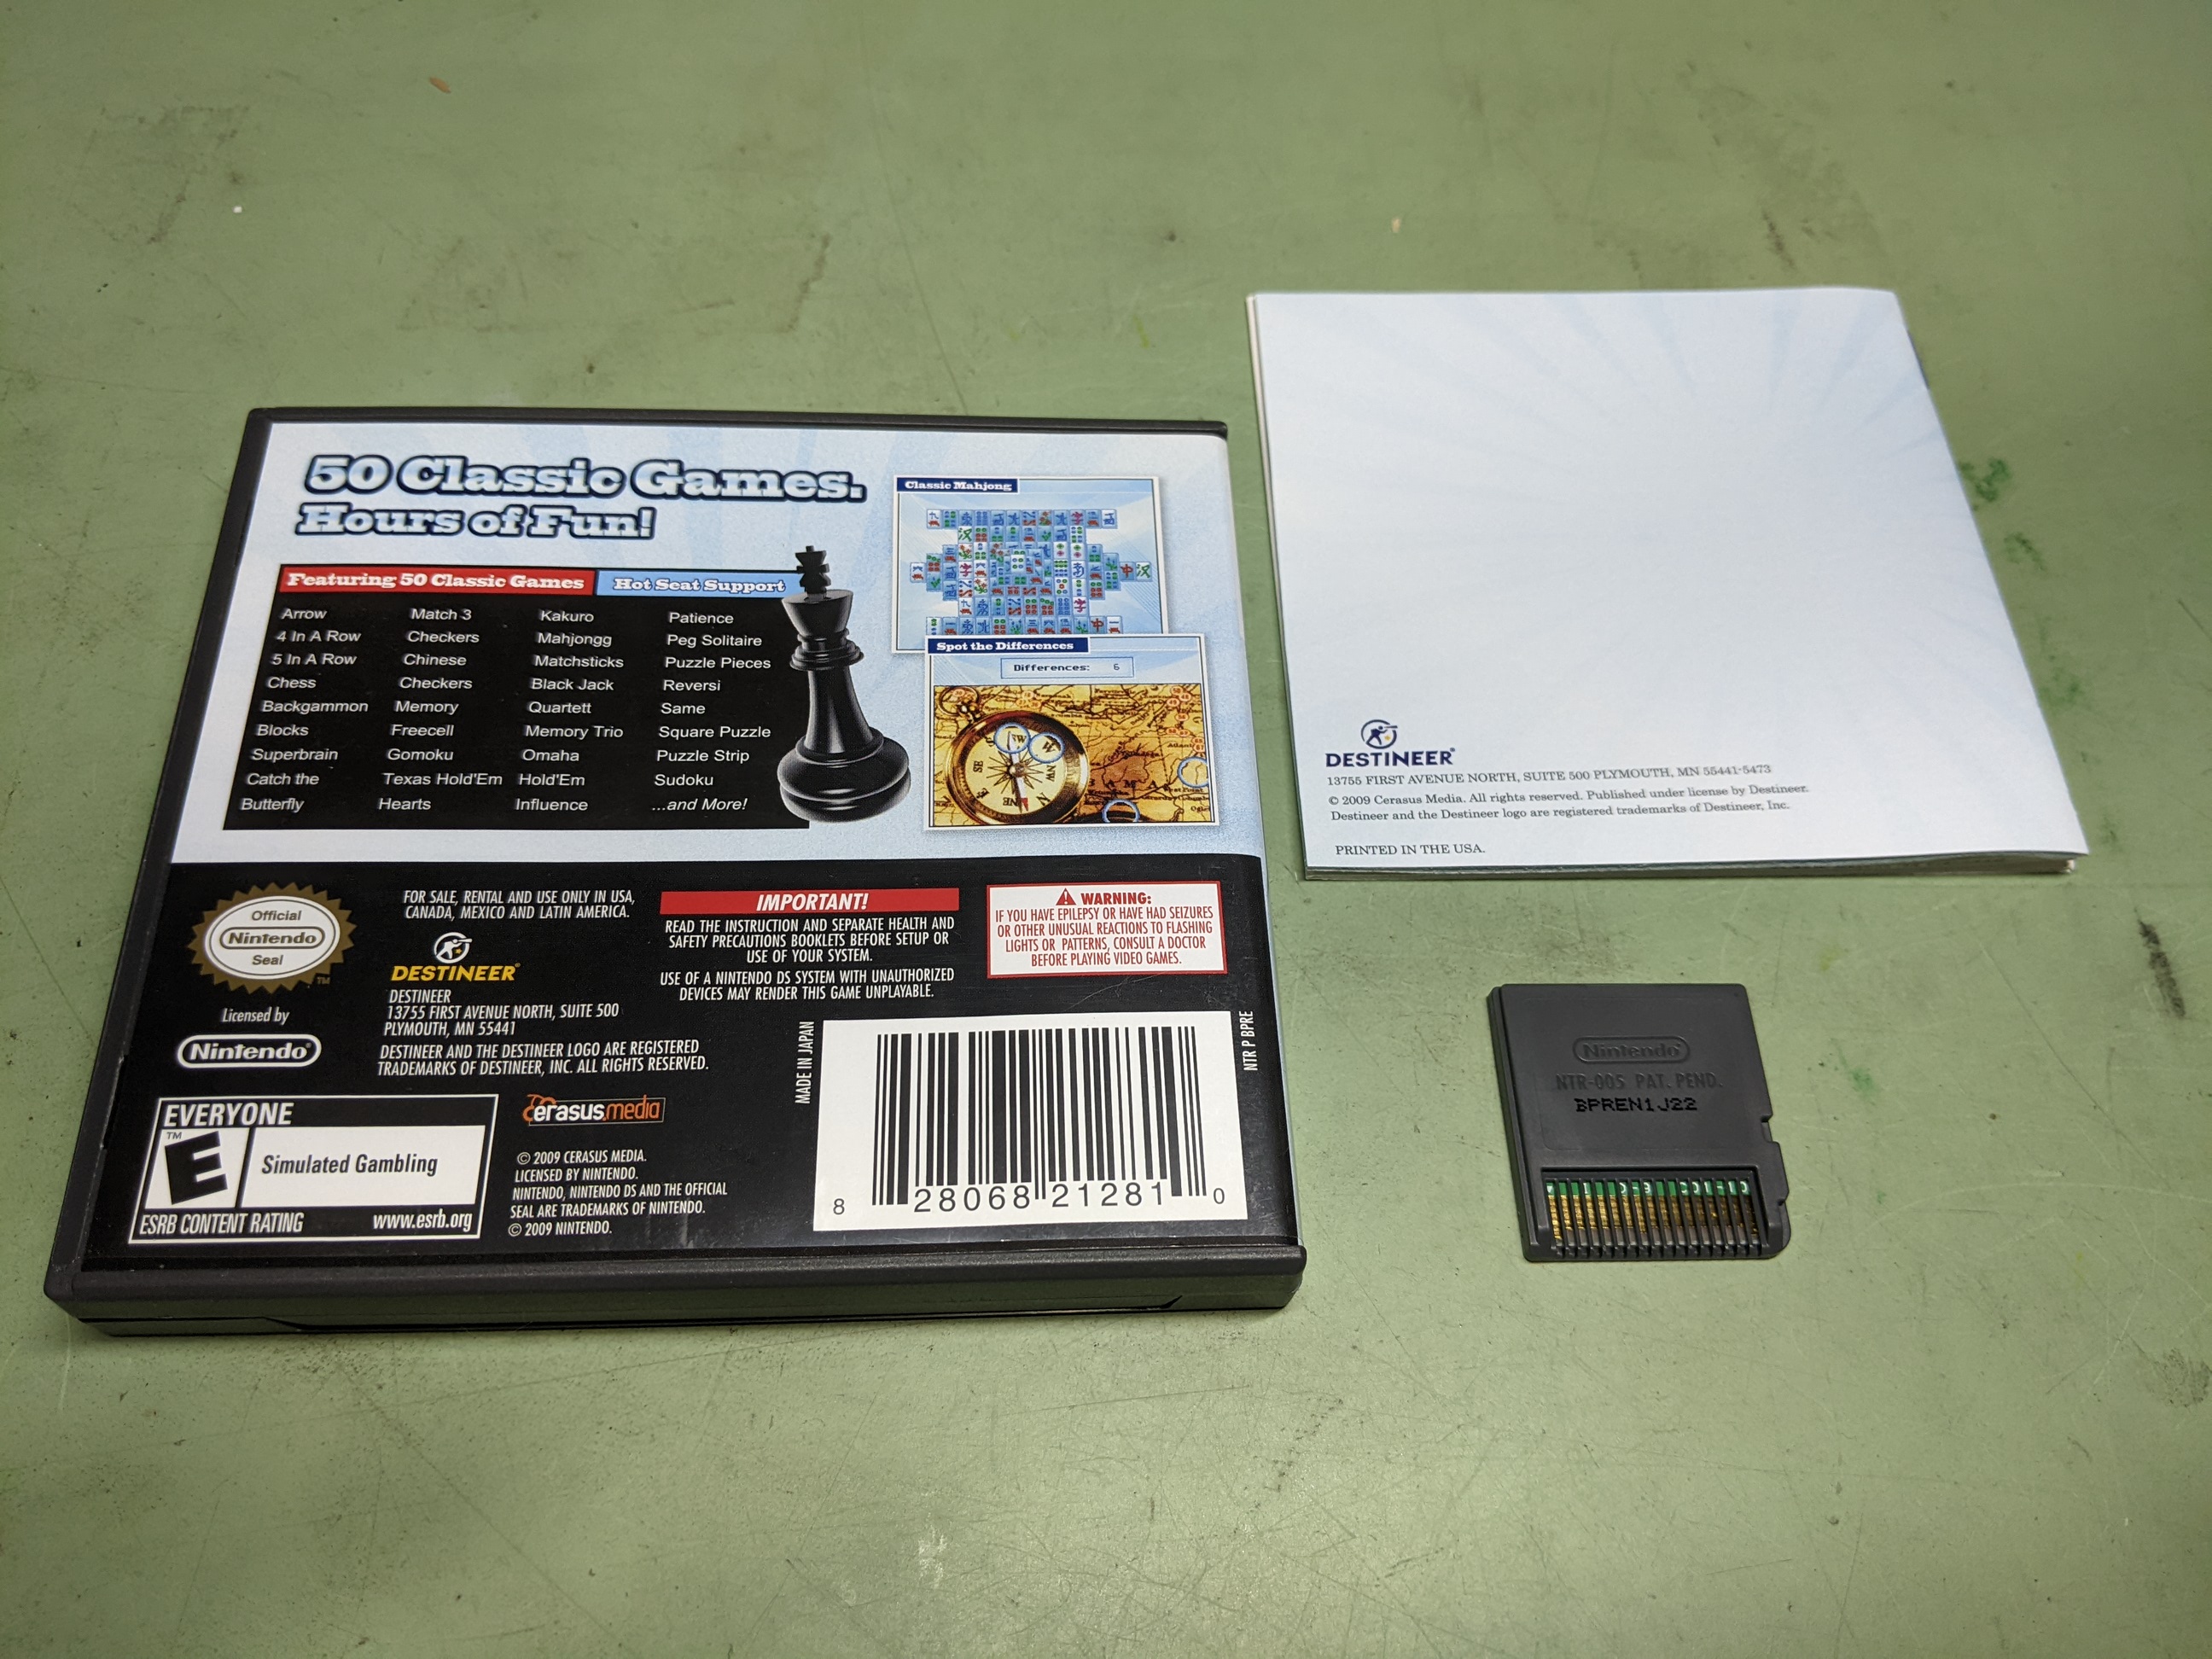 50 Classic Games.
Hours of Fun!
Featuring 50 Classic Games
Hot Seat Support
Arrow
4 In A Row
5 In A Row
Chess
Backgammon
Blocks
Superbrain
Catch the
Butterfly
Match 3
Checkers
Chinese
Checkers
Memory
Freecell
Gomoku
Texas Hold'Em
Hearts
Kakuro
Mahjongg
Matchsticks
Black Jack
Quartett
Memory Trio
Omaha
Hold'Em
Influence
Patience
Peg Solitaire
Puzzle Pieces
Reversi
Same
Square Puzzle
Puzzle Strip
Sudoku
...and More!
Classic Mahjong
Spot the Differences
Differences: 6
Official
Nintendo
Seal
TM
Licensed by
Nintendo®
FOR SALE, RENTAL AND USE ONLY IN USA,
CANADA, MEXICO AND LATIN AMERICA.
DESTINEER®
DESTINEER
13755 FIRST AVENUE NORTH, SUITE 500
PLYMOUTH, MN 55441
DESTINEER AND THE DESTINEER LOGO ARE REGISTERED
TRADEMARKS OF DESTINEER, INC. ALL RIGHTS RESERVED.
IMPORTANT!
READ THE INSTRUCTION AND SEPARATE HEALTH AND
SAFETY PRECAUTIONS BOOKLETS BEFORE SETUP OR
USE OF YOUR SYSTEM.
USE OF A NINTENDO DS SYSTEM WITH UNAUTHORIZED
DEVICES MAY RENDER THIS GAME UNPLAYABLE.
WARNING:
IF YOU HAVE EPILEPSY OR HAVE HAD SEIZURES
OR OTHER UNUSUAL REACTIONS TO FLASHING
LIGHTS OR PATTERNS, CONSULT A DOCTOR
BEFORE PLAYING VIDEO GAMES.
EVERYONE
TM
E
Simulated Gambling
ESRB CONTENT RATING www.esrb.org
cerasus.media
© 2009 CERASUS MEDIA.
LICENSED BY NINTENDO.
NINTENDO, NINTENDO DS AND THE OFFICIAL
SEAL ARE TRADEMARKS OF NINTENDO.
© 2009 NINTENDO.
MADE IN JAPAN
NTR P BPRE
8 28068 21281 0
DESTINEER®
13755 FIRST AVENUE NORTH, SUITE 500 PLYMOUTH, MN 55441-5473
© 2009 Cerasus Media. All rights reserved. Published under license by Destineer.
Destineer and the Destineer logo are registered trademarks of Destineer, Inc.
PRINTED IN THE USA.
Nintendo®
NTR-005 PAT. PEND.
BPREN1J22